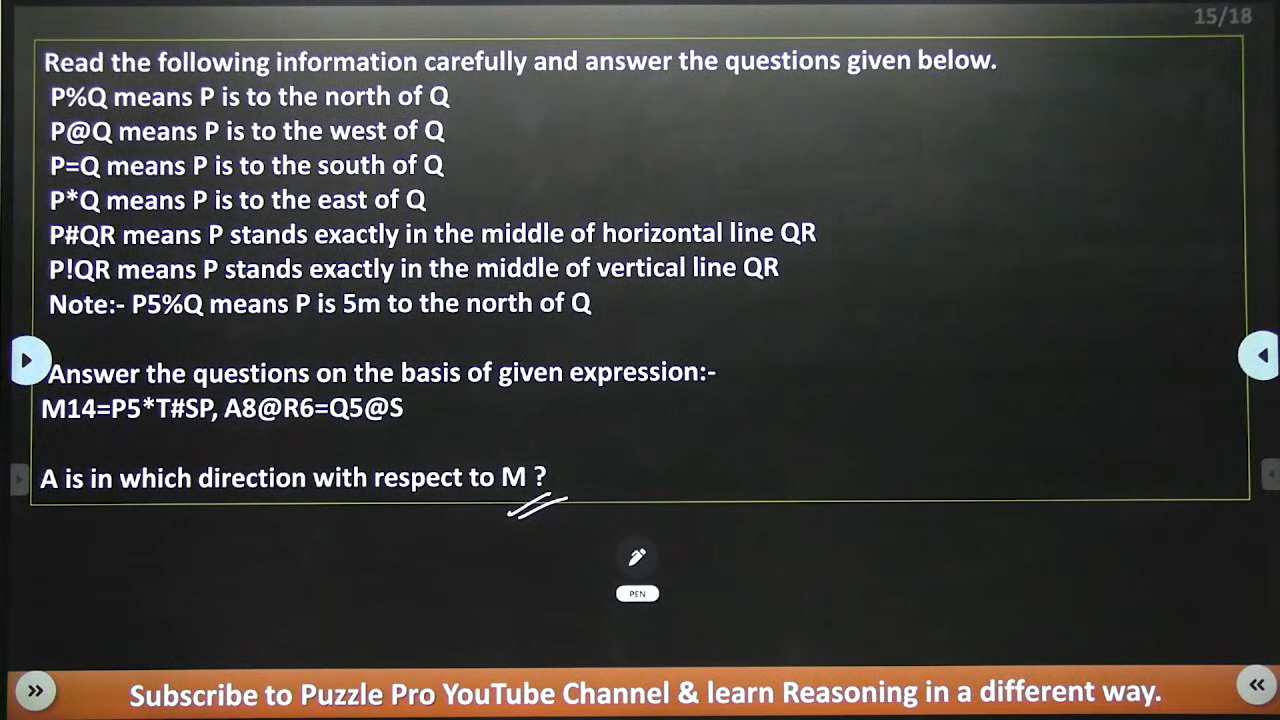 15/18
Read the following information carefully and answer the questions given below.
P%Q means P is to the north of Q
P@Q means P is to the west of Q
P=Q means P is to the south of Q
P*Q means P is to the east of Q
P#QR means P stands exactly in the middle of horizontal line QR
P!QR means P stands exactly in the middle of vertical line QR
Note:- P5%Q means P is 5m to the north of Q
Answer the questions on the basis of given expression:-
M14=P5*T#SP, A8@R6=Q5@S
A is in which direction with respect to M ?
PEN
Subscribe to Puzzle Pro YouTube Channel & learn Reasoning in a different way.